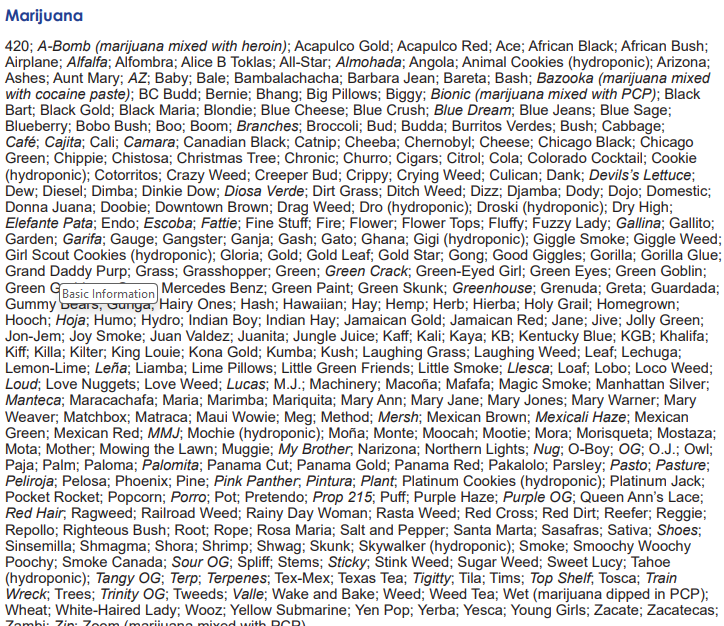 Marijuana
420; A-Bomb (marijuana mixed with heroin); Acapulco Gold; Acapulco Red; Ace; African Black; African Bush;
Airplane; Alfalfa; Alfombra; Alice B Toklas; All-Star; Almohada; Angola; Animal Cookies (hydroponic); Arizona;
Ashes; Aunt Mary; AZ; Baby; Bale; Bambalachacha; Barbara Jean; Bareta; Bash; Bazooka (marijuana mixed
with cocaine paste); BC Budd; Bernie; Bhang; Big Pillows; Biggy; Bionic (marijuana mixed with PCP); Black
Bart; Black Gold; Black Maria; Blondie; Blue Cheese; Blue Crush; Blue Dream; Blue Jeans; Blue Sage;
Blueberry; Bobo Bush; Boo; Boom; Branches; Broccoli; Bud; Budda; Burritos Verdes; Bush; Cabbage;
Café; Cajita; Cali; Camara; Canadian Black; Catnip; Cheeba; Chernobyl; Cheese; Chicago Black; Chicago
Green; Chippie; Chistosa; Christmas Tree; Chronic; Churro; Cigars; Citrol; Cola; Colorado Cocktail; Cookie
(hydroponic); Cotorritos; Crazy Weed; Creeper Bud; Crippy; Crying Weed; Culican; Dank; Devils's Lettuce;
Dew; Diesel; Dimba; Dinkie Dow; Diosa Verde; Dirt Grass; Ditch Weed; Dizz; Djamba; Dody; Dojo; Domestic;
Donna Juana; Doobie; Downtown Brown; Drag Weed; Dro (hydroponic); Droski (hydroponic); Dry High;
Elefante Pata; Endo; Escoba; Fattie; Fine Stuff; Fire; Flower; Flower Tops; Fluffy; Fuzzy Lady; Gallina; Gallito;
Garden; Garifa; Gauge; Gangster; Ganja; Gash; Gato; Ghana; Gigi (hydroponic); Giggle Smoke; Giggle Weed;
Girl Scout Cookies (hydroponic); Gloria; Gold; Gold Leaf; Gold Star; Gong; Good Giggles; Gorilla; Gorilla Glue;
Grand Daddy Purp; Grass; Grasshopper; Green; Green Crack; Green-Eyed Girl; Green Eyes; Green Goblin;
Green Mercedes Benz; Green Paint; Green Skunk; Greenhouse; Grenuda; Greta; Guardada;
Basic Information
Gummy Bears; Gunga; Hairy Ones; Hash; Hawaiian; Hay; Hemp; Herb; Hierba; Holy Grail; Homegrown;
Hooch; Hoja; Humo; Hydro; Indian Boy; Indian Hay; Jamaican Gold; Jamaican Red; Jane; Jive; Jolly Green;
Jon-Jem; Joy Smoke; Juan Valdez; Juanita; Jungle Juice; Kaff; Kali; Kaya; KB; Kentucky Blue; KGB; Khalifa;
Kiff; Killa; Kilter; King Louie; Kona Gold; Kumba; Kush; Laughing Grass; Laughing Weed; Leaf; Lechuga;
Lemon-Lime; Leña; Liamba; Lime Pillows; Little Green Friends; Little Smoke; Llesca; Loaf; Lobo; Loco Weed;
Loud; Love Nuggets; Love Weed; Lucas; M.J.; Machinery; Macoña; Mafafa; Magic Smoke; Manhattan Silver;
Manteca; Maracachafa; Maria; Marimba; Mariquita; Mary Ann; Mary Jane; Mary Jones; Mary Warner; Mary
Weaver; Matchbox; Matraca; Maui Wowie; Meg; Method; Mersh; Mexican Brown; Mexicali Haze; Mexican
Green; Mexican Red; MMJ; Mochie (hydroponic); Moña; Monte; Moocah; Mootie; Mora; Morisqueta; Mostaza;
Mota; Mother; Mowing the Lawn; Muggie; My Brother; Narizona; Northern Lights; Nug; O-Boy; OG; O.J.; Owl;
Paja; Palm; Paloma; Palomita; Panama Cut; Panama Gold; Panama Red; Pakalolo; Parsley; Pasto; Pasture;
Peliroja; Pelosa; Phoenix; Pine; Pink Panther; Pintura; Plant; Platinum Cookies (hydroponic); Platinum Jack;
Pocket Rocket; Popcorn; Porro; Pot; Pretendo; Prop 215; Puff; Purple Haze; Purple OG; Queen Ann's Lace;
Red Hair; Ragweed; Railroad Weed; Rainy Day Woman; Rasta Weed; Red Cross; Red Dirt; Reefer; Reggie;
Repollo; Righteous Bush; Root; Rope; Rosa Maria; Salt and Pepper; Santa Marta; Sasafras; Sativa; Shoes;
Sinsemilla; Shmagma; Shora; Shrimp; Shwag; Skunk; Skywalker (hydroponic); Smoke; Smoochy Woochy
Poochy; Smoke Canada; Sour OG; Spliff; Stems; Sticky; Stink Weed; Sugar Weed; Sweet Lucy; Tahoe
(hydroponic); Tangy OG; Terp; Terpenes; Tex-Mex; Texas Tea; Tigitty; Tila; Tims; Top Shelf; Tosca; Train
Wreck; Trees; Trinity OG; Tweeds; Valle; Wake and Bake; Weed; Weed Tea; Wet (marijuana dipped in PCP);
Wheat; White-Haired Lady; Wooz; Yellow Submarine; Yen Pop; Yerba; Yesca; Young Girls; Zacate; Zacatecas;
Zambi; Zip; Zoom (marijuana mixed with PCP)